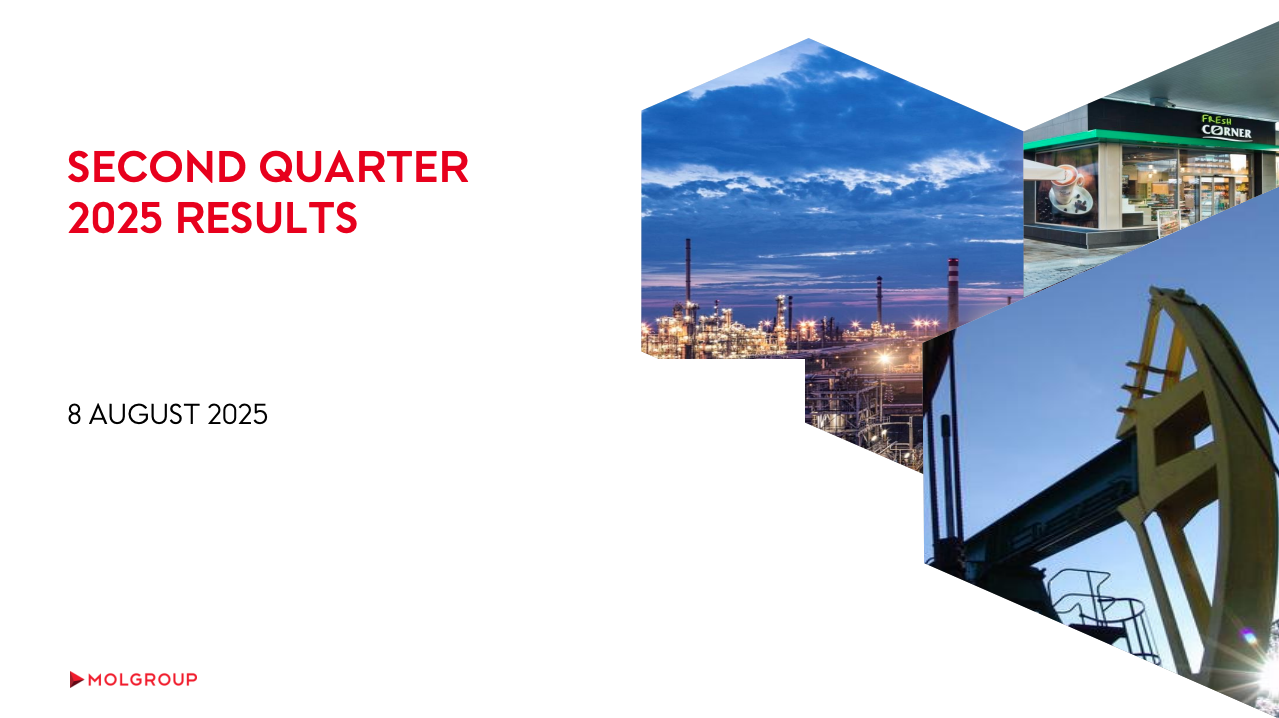 SECOND QUARTER
2025 RESULTS
8 AUGUST 2025
MOLGROUP
FRESH
CORNER